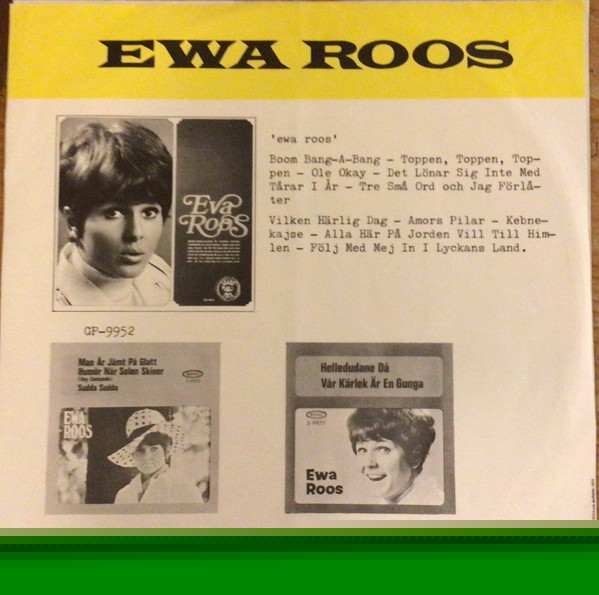 EWA ROOS
'ewa roos'
Boom Bang-A-Bang - Toppen, Toppen, Top-
pen - Ole Okay - Det Lönar Sig Inte Med
Tårar I År - Tre Små Ord och Jag Förlå-
ter
Vilken Härlig Dag - Amors Pilar - Kebne-
kajse - Alla Här På Jorden Vill Till Him-
len - Följ Med Mej In I Lyckans Land.
Eva
Roos
GP-9952
Man Är Jämt På Glatt
Humör När Solen Skiner
Sudda Sudda
EWA
ROOS
Helledudane Då
Vår Kärlek Är En Gunga
Ewa
Roos